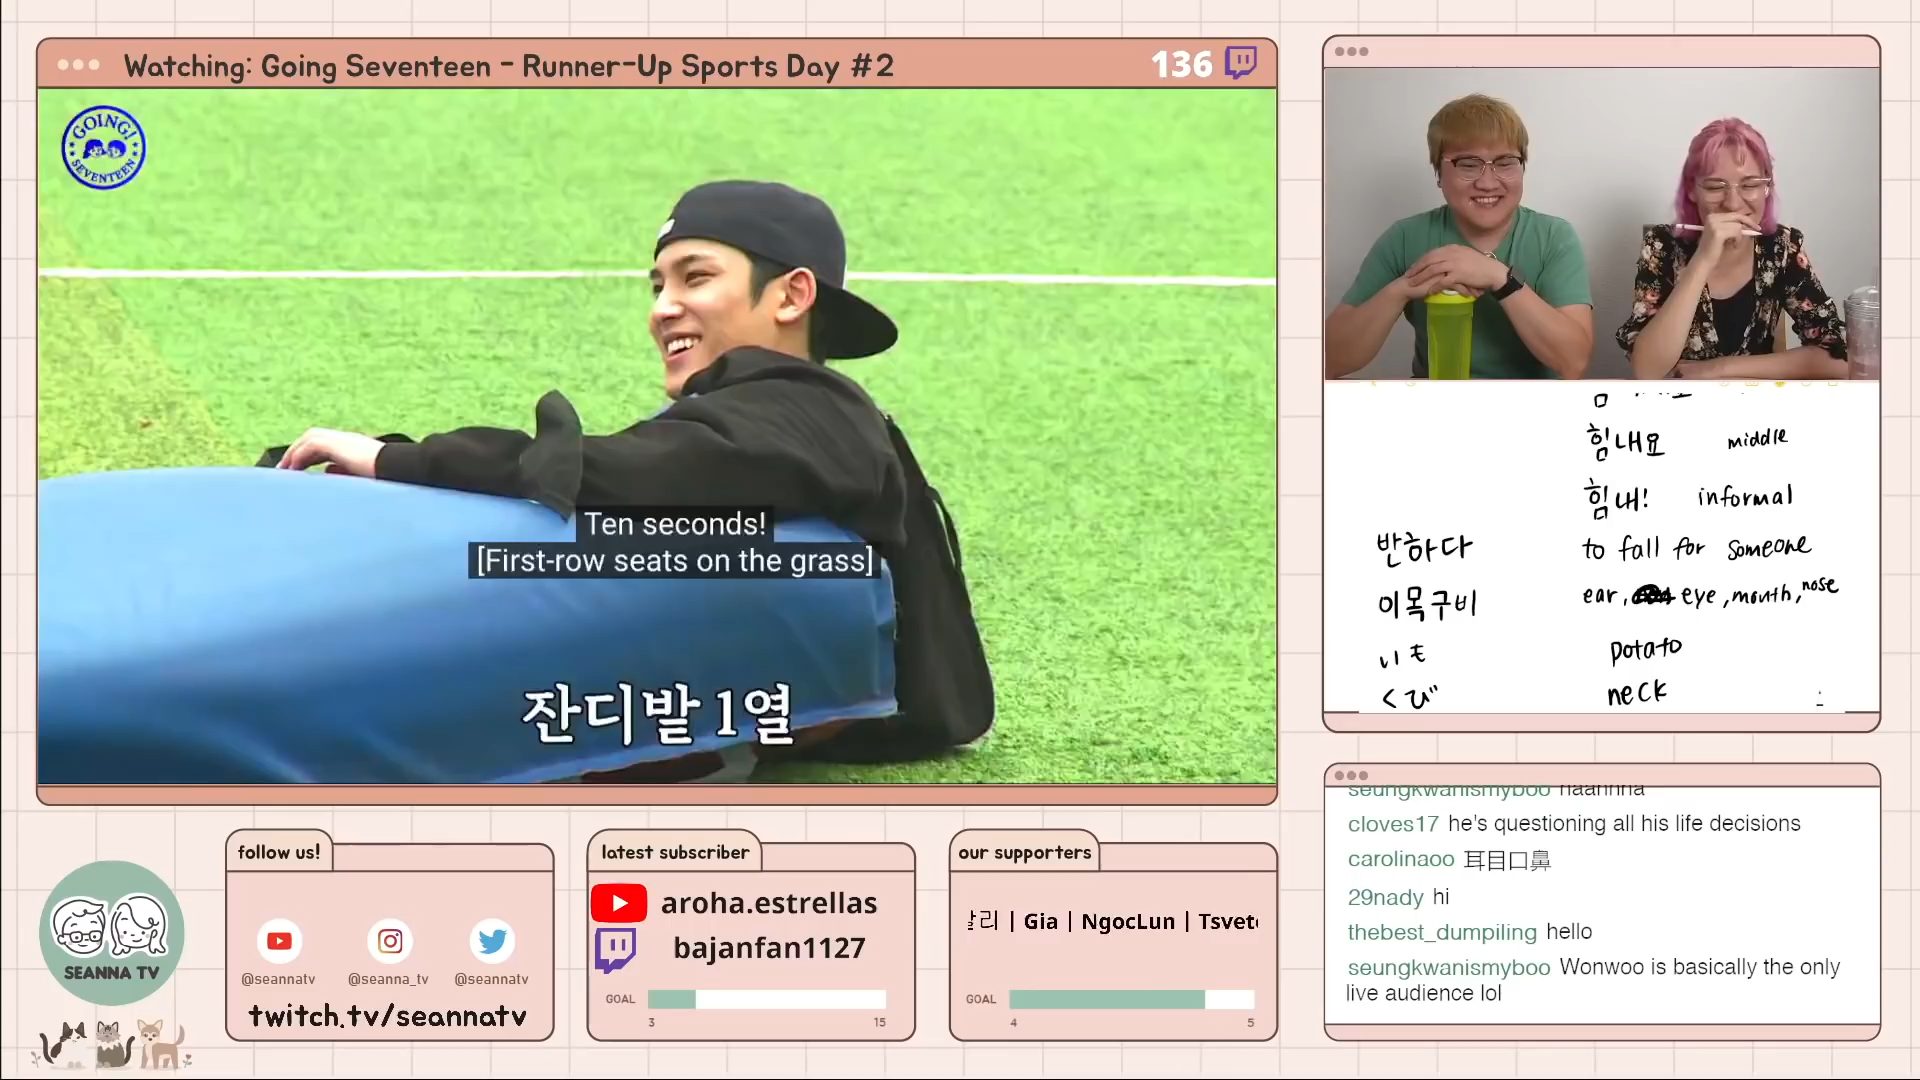 Watching: Going Seventeen - Runner-Up Sports Day #2
136
GOING!
SEVENTEEN
Ten seconds!
[First-row seats on the grass]
잔디밭 1열
힘내요 middle
힘내! informal
반하다 to fall for someone
이목구비 ear, eye, mouth, nose
いも potato
くび neck
seungkwanismyboo haahhha
cloves17 he's questioning all his life decisions
carolinaoo 耳目口鼻
29nady hi
thebest_dumpiling hello
seungkwanismyboo Wonwoo is basically the only
live audience lol
SEANNA TV
follow us!
@seannatv @seanna_tv @seannatv
twitch.tv/seannatv
latest subscriber
aroha.estrellas
bajanfan1127
GOAL
3 15
our supporters
리 | Gia | NgocLun | Tsvet
GOAL
4 5